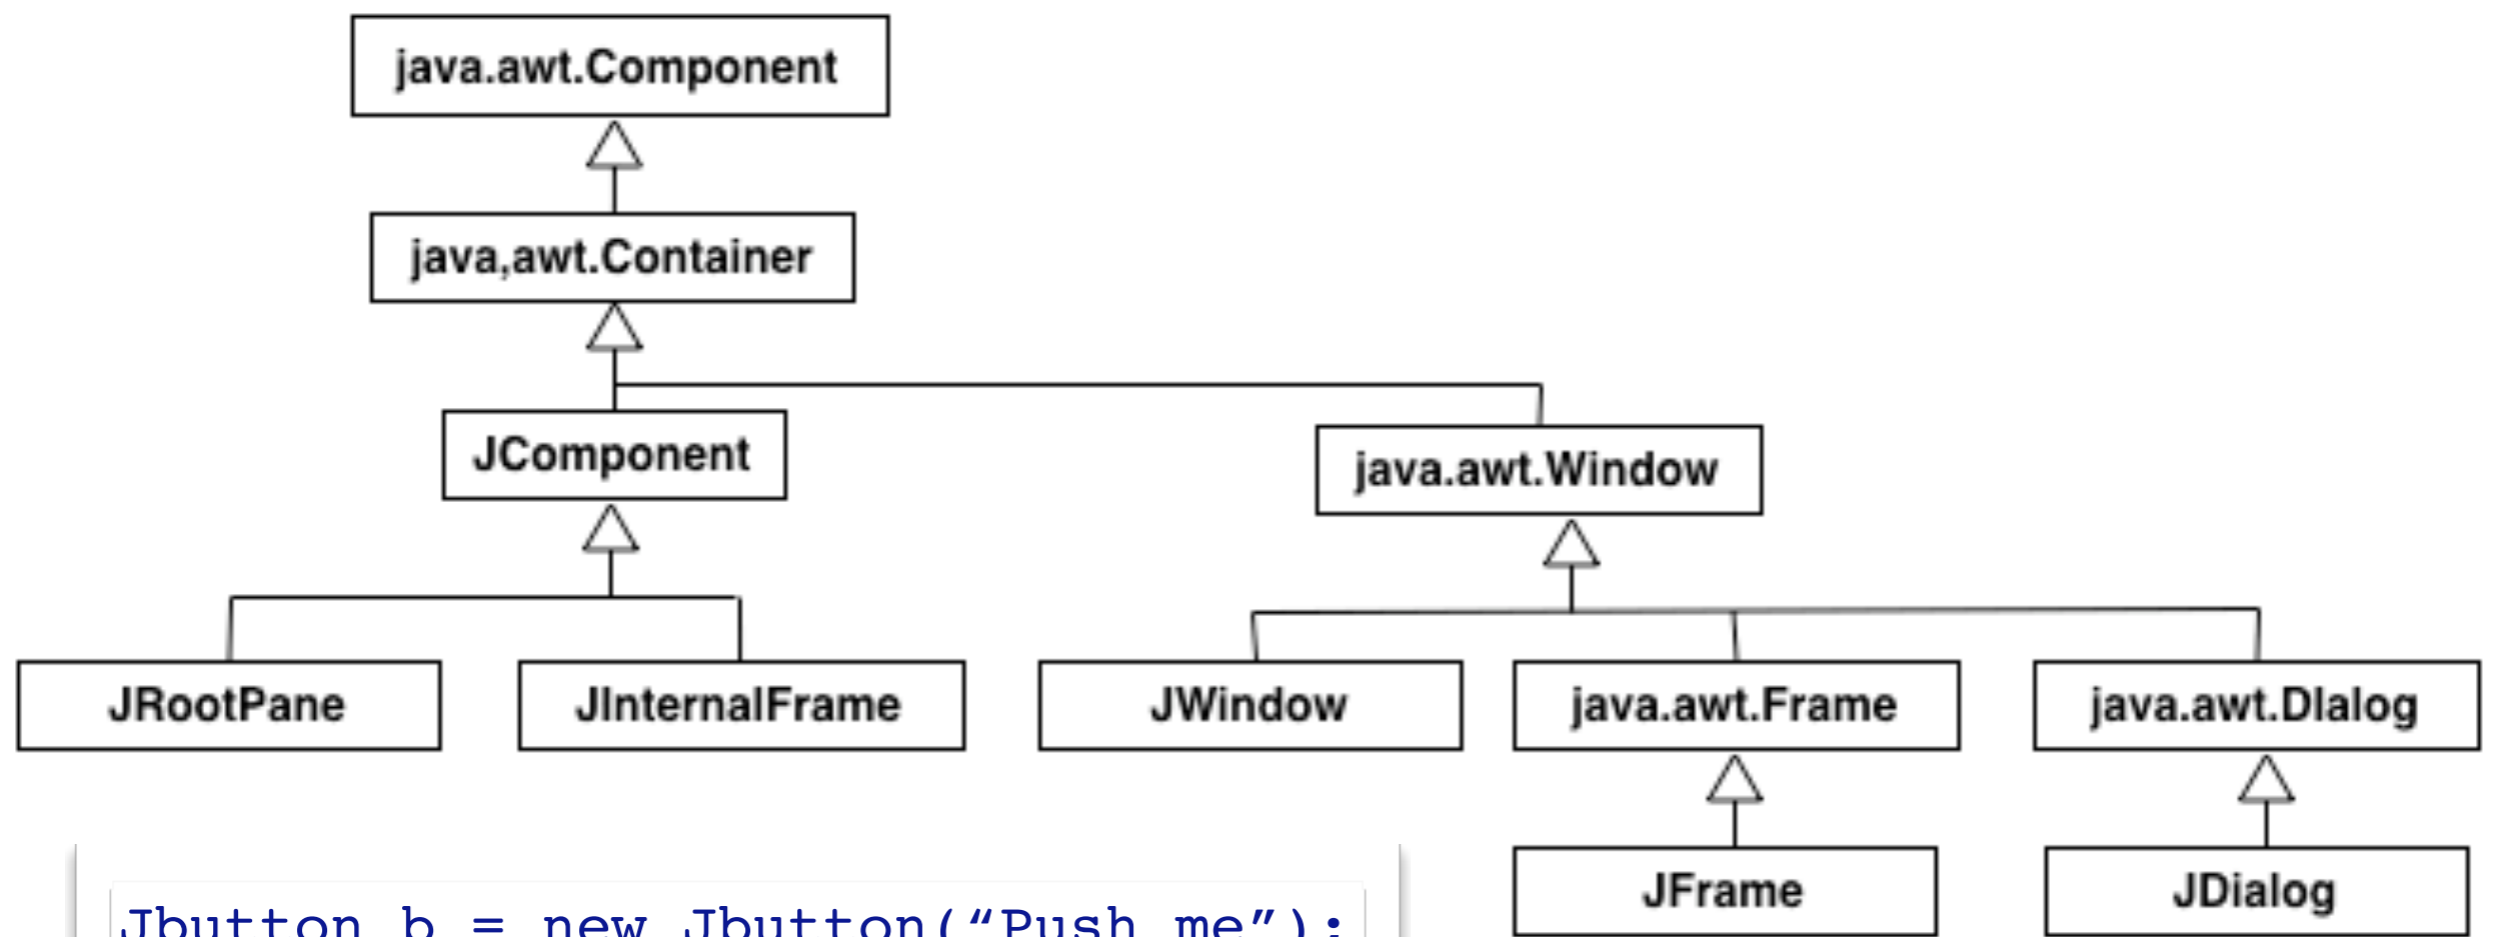 java.awt.Component
java,awt.Container
JComponent
java.awt.Window
JRootPane
JInternalFrame
JWindow
java.awt.Frame
java.awt.DIalog
JFrame
JDialog
Jbutton b = new Jbutton(“Push me”);